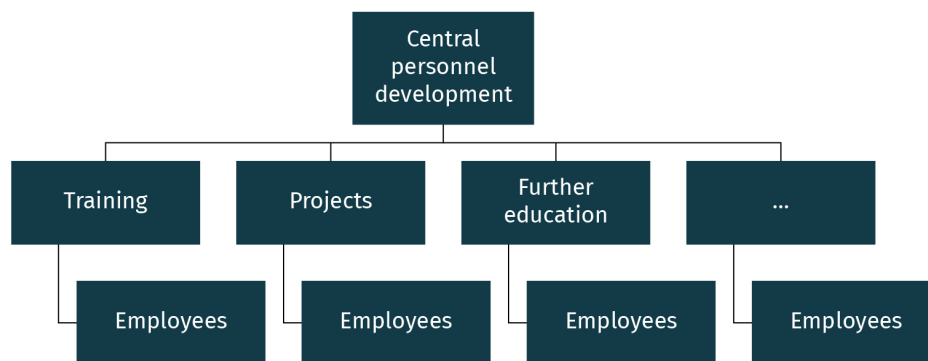 Central
personnel
development
Training
Projects
Further
education
...
Employees
Employees
Employees
Employees